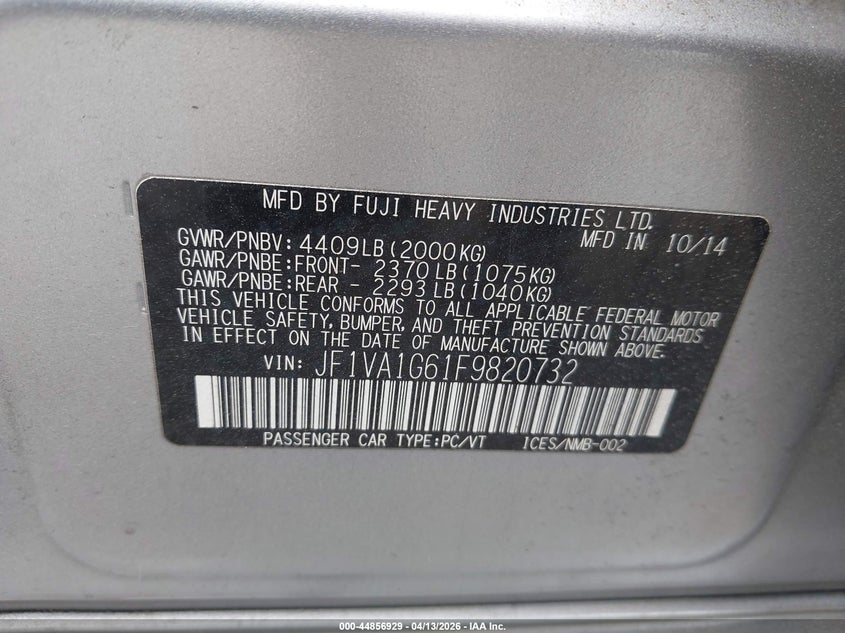 MFD BY FUJI HEAVY INDUSTRIES LTD.
MFD IN 10/14
GVWR/PNBV: 4409LB(2000KG)
GAWR/PNBE:FRONT- 2370LB(1075KG)
GAWR/PNBE:REAR - 2293LB(1040KG)
THIS VEHICLE CONFORMS TO ALL APPLICABLE FEDERAL MOTOR
VEHICLE SAFETY, BUMPER, AND THEFT PREVENTION STANDARDS
IN EFFECT ON THE DATE OF MANUFACTURE SHOWN ABOVE.
VIN: JF1VA1G61F9820732
PASSENGER CAR TYPE:PC/VT ICES/NMB-002
000-44856929 - 04/13/2026 - IAA Inc.